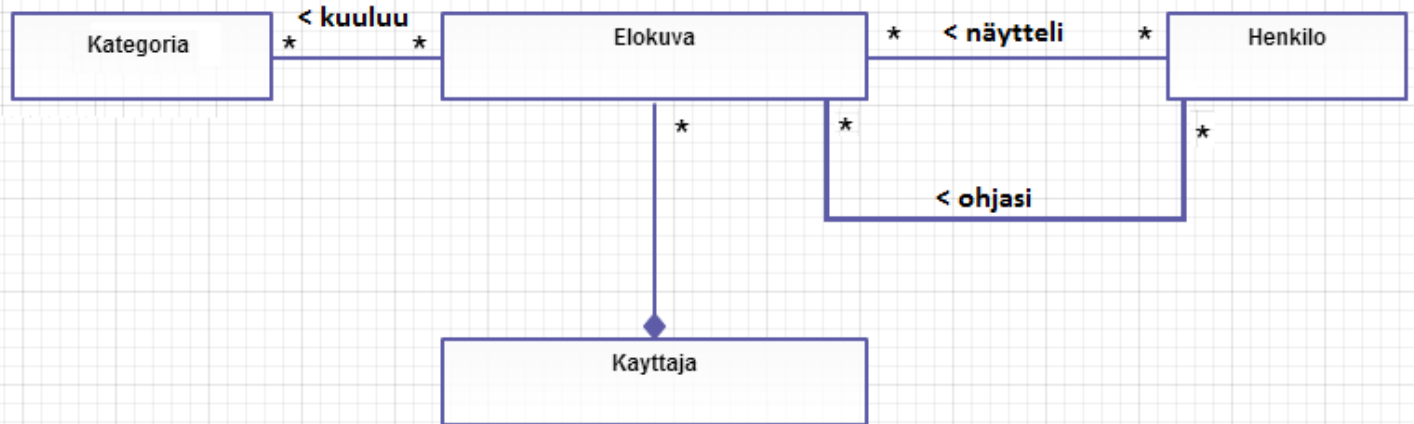 < kuuluu
Kategoria
* *
Elokuva
* < näytteli *
Henkilo
* * *
< ohjasi
Kayttaja